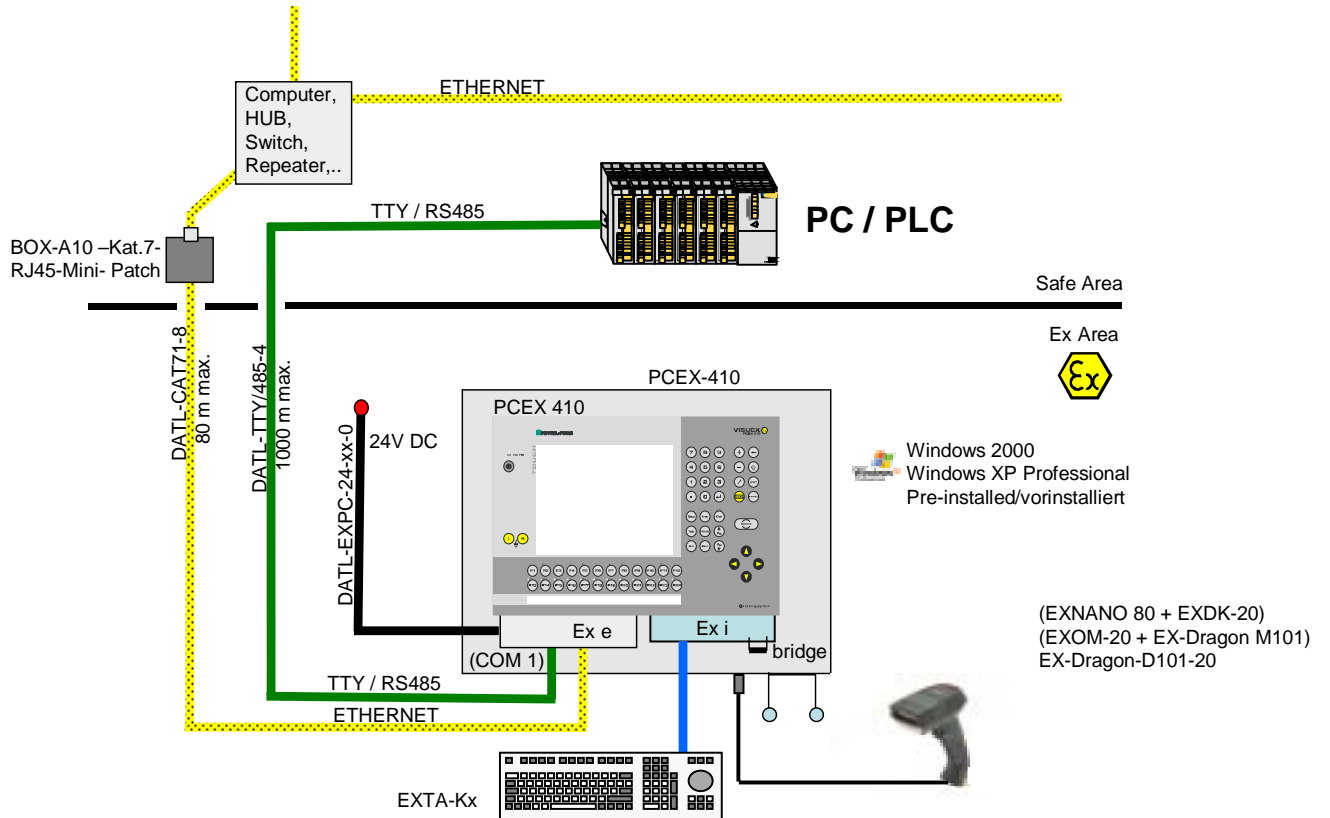 ETHERNET
Computer,
HUB,
Switch,
Repeater,..
TTY / RS485
PC / PLC
BOX-A10 –Kat.7-
RJ45-Mini- Patch
Safe Area
Ex Area
Ex
DATL-CAT71-8
80 m max.
DATL-TTY/485-4
1000 m max.
DATL-EXPC-24-xx-0
24V DC
PCEX-410
PCEX 410
VISUEX
Windows 2000
Windows XP Professional
Pre-installed/vorinstalliert
Ex e
Ex i
bridge
(COM 1)
TTY / RS485
ETHERNET
(EXNANO 80 + EXDK-20)
(EXOM-20 + EX-Dragon M101)
EX-Dragon-D101-20
EXTA-Kx